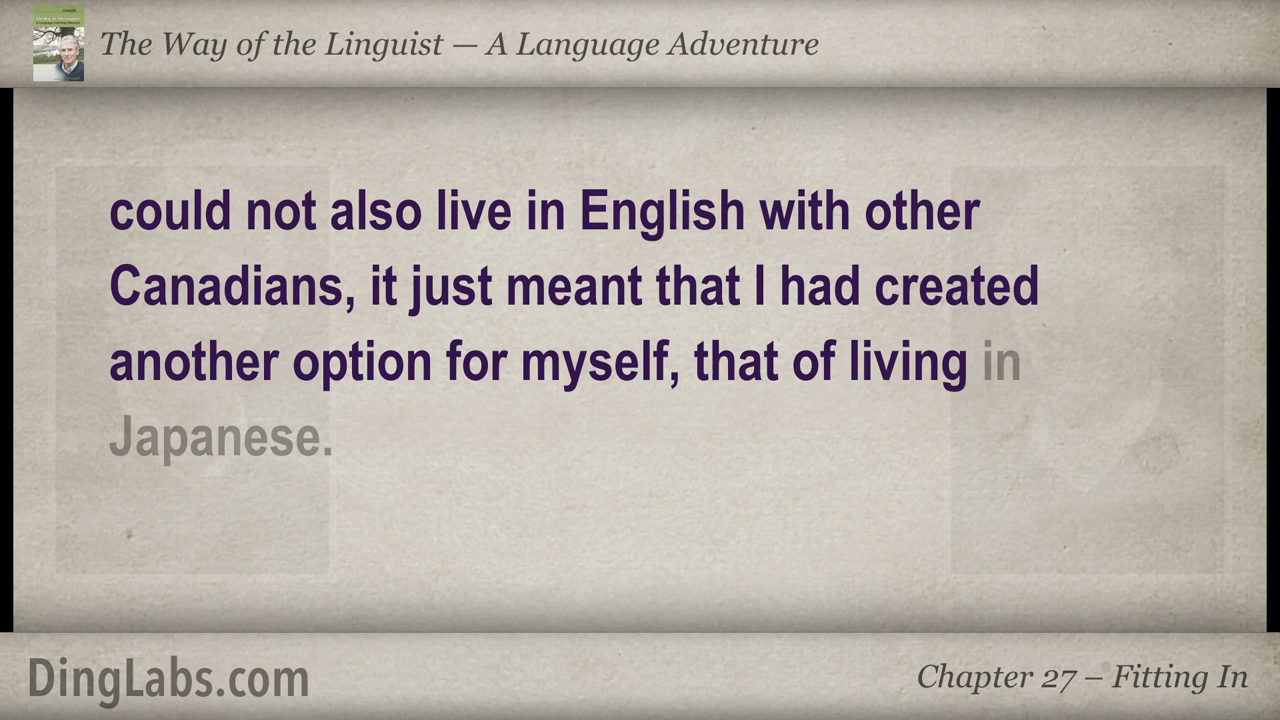 The Way of the Linguist — A Language Adventure
could not also live in English with other
Canadians, it just meant that I had created
another option for myself, that of living in
Japanese.
DingLabs.com
Chapter 27 – Fitting In